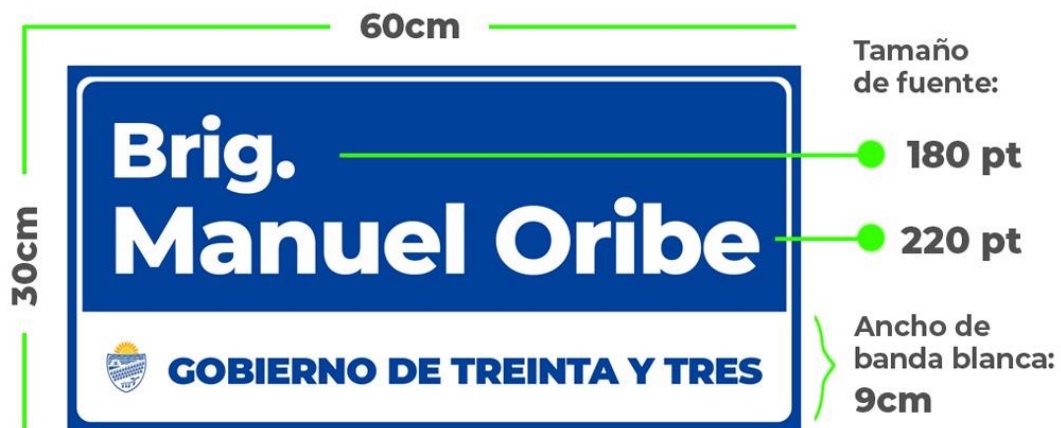 60cm
30cm
Brig.
Manuel Oribe
GOBIERNO DE TREINTA Y TRES
Tamaño
de fuente:
180 pt
220 pt
Ancho de
banda blanca:
9cm